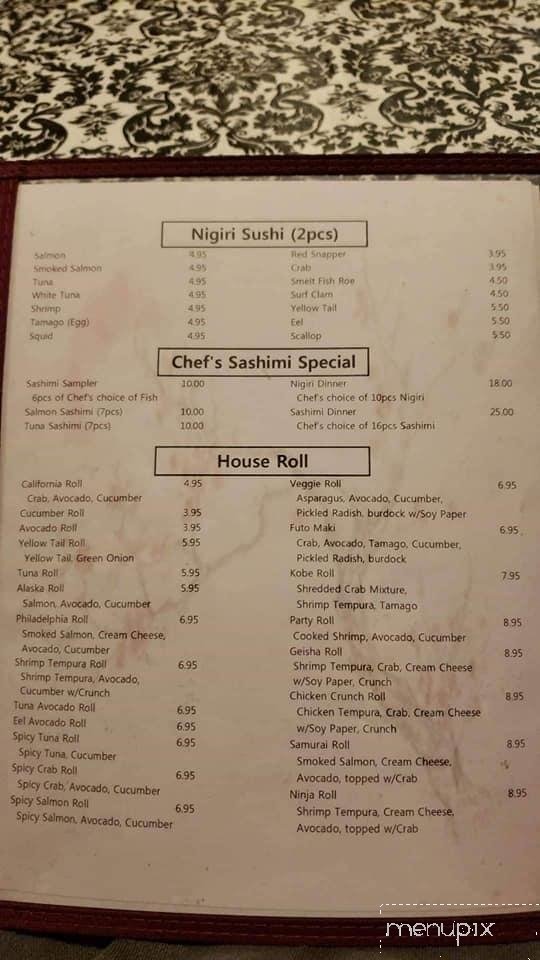 Nigiri Sushi (2pcs)
Salmon 4.95
Smoked Salmon 4.95
Tuna 4.95
White Tuna 4.95
Shrimp 4.95
Tamago (Egg) 4.95
Squid 4.95
Red Snapper 3.95
Crab 3.95
Smelt Fish Roe 4.50
Surf Clam 4.50
Yellow Tail 5.50
Eel 5.50
Scallop 5.50
Chef's Sashimi Special
Sashimi Sampler 10.00
6pcs of Chef's choice of Fish
Salmon Sashimi (7pcs) 10.00
Tuna Sashimi (7pcs) 10.00
Nigiri Dinner 18.00
Chef's choice of 10pcs Nigiri
Sashimi Dinner 25.00
Chef's choice of 16pcs Sashimi
House Roll
California Roll 4.95
Crab, Avocado, Cucumber
Cucumber Roll 3.95
Avocado Roll 3.95
Yellow Tail Roll 5.95
Yellow Tail, Green Onion
Tuna Roll 5.95
Alaska Roll 5.95
Salmon, Avocado, Cucumber
Philadelphia Roll 6.95
Smoked Salmon, Cream Cheese,
Avocado, Cucumber
Shrimp Tempura Roll 6.95
Shrimp Tempura, Avocado,
Cucumber w/Crunch
Tuna Avocado Roll 6.95
Eel Avocado Roll 6.95
Spicy Tuna Roll 6.95
Spicy Tuna, Cucumber
Spicy Crab Roll 6.95
Spicy Crab, Avocado, Cucumber
Spicy Salmon Roll 6.95
Spicy Salmon, Avocado, Cucumber
Veggie Roll 6.95
Asparagus, Avocado, Cucumber,
Pickled Radish, burdock w/Soy Paper
Futo Maki 6.95
Crab, Avocado, Tamago, Cucumber,
Pickled Radish, burdock
Kobe Roll 7.95
Shredded Crab Mixture,
Shrimp Tempura, Tamago
Party Roll 8.95
Cooked Shrimp, Avocado, Cucumber
Geisha Roll 8.95
Shrimp Tempura, Crab, Cream Cheese
w/Soy Paper, Crunch
Chicken Crunch Roll 8.95
Chicken Tempura, Crab, Cream Cheese
w/Soy Paper, Crunch
Samurai Roll 8.95
Smoked Salmon, Cream Cheese,
Avocado, topped w/Crab
Ninja Roll 8.95
Shrimp Tempura, Cream Cheese,
Avocado, topped w/Crab
menupix